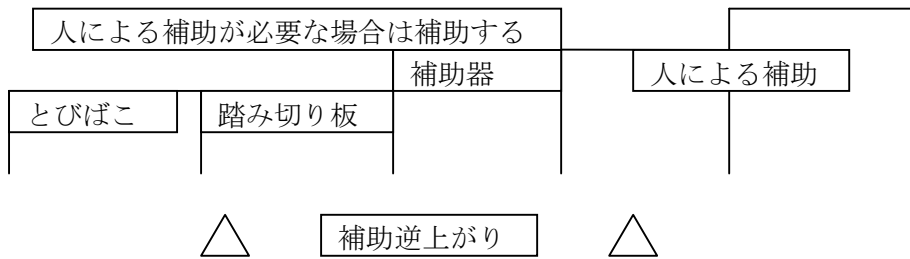 人による補助が必要な場合は補助する
補助器
人による補助
とびばこ
踏み切り板
補助逆上がり